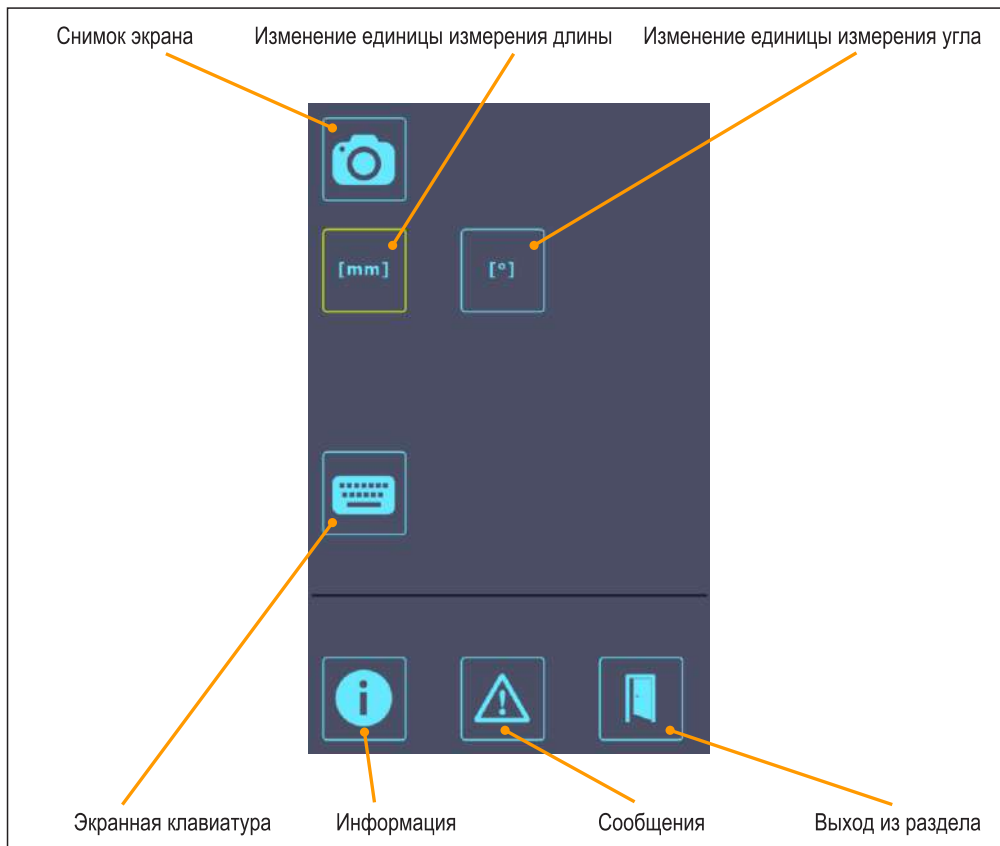 Снимок экрана
Изменение единицы измерения длины
Изменение единицы измерения угла
[mm]
[°]
Экранная клавиатура
Информация
Сообщения
Выход из раздела